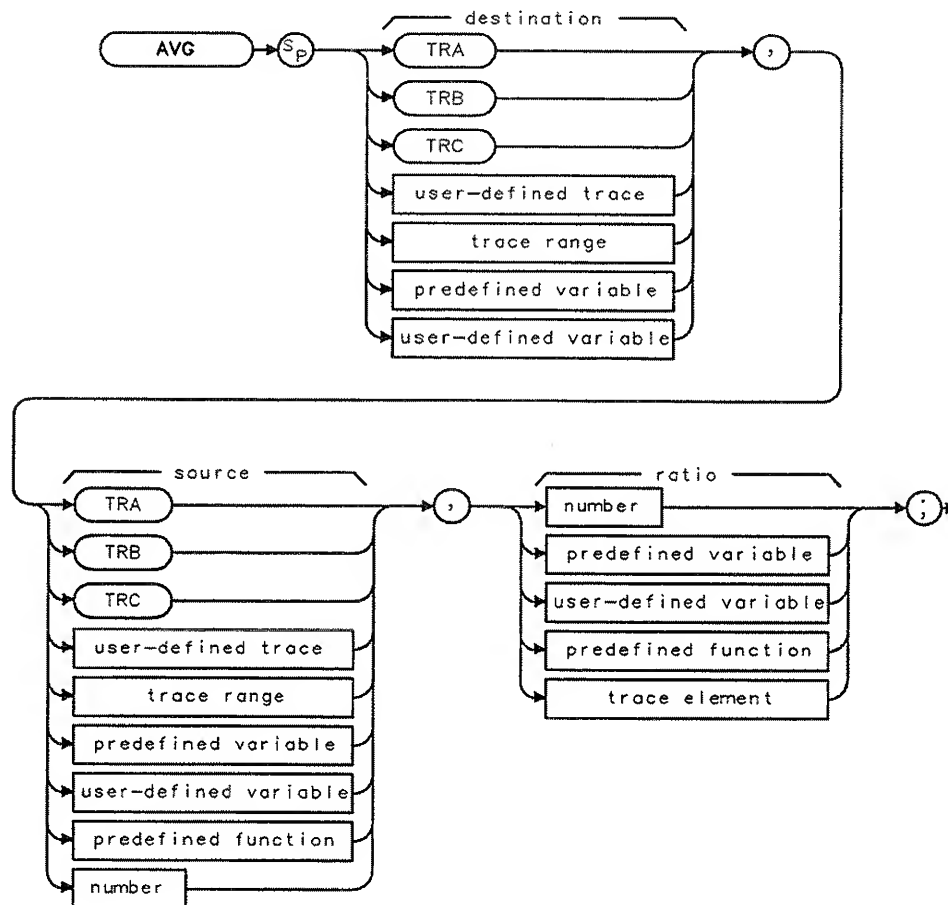 destination
AVG
SP
TRA
,
TRB
TRC
user-defined trace
trace range
predefined variable
user-defined variable
source
TRA
TRB
TRC
user-defined trace
trace range
predefined variable
user-defined variable
predefined function
number
,
ratio
number
predefined variable
user-defined variable
predefined function
trace element
;